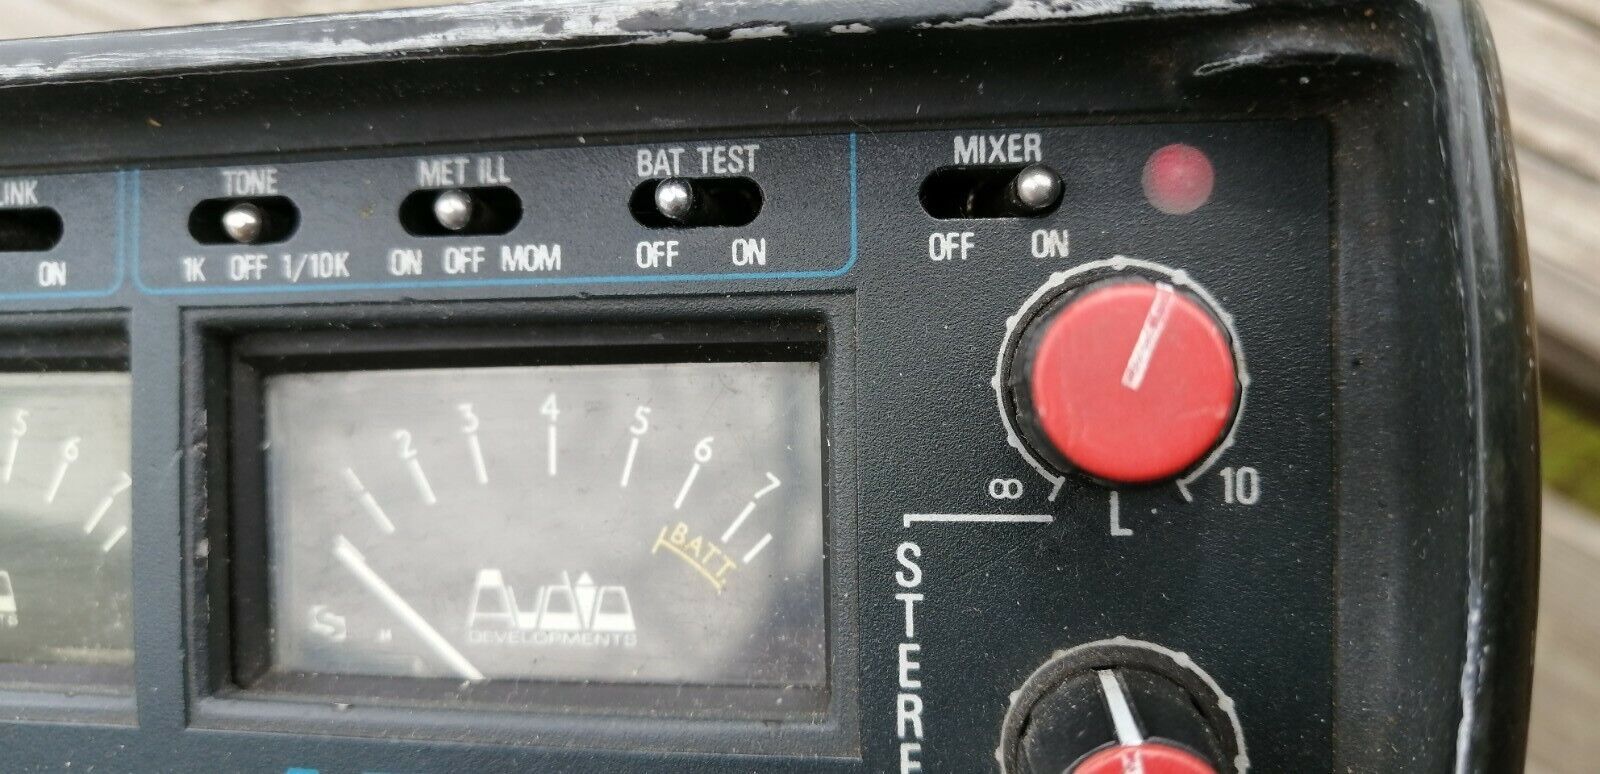 LINK
ON
TONE
1K OFF 1/10K
MET ILL
ON OFF MOM
BAT TEST
OFF ON
MIXER
OFF ON
5 6 7
2 3 4 5 6 7
BATT.
AUDIO
DEVELOPMENTS
∞ L 10
STERE